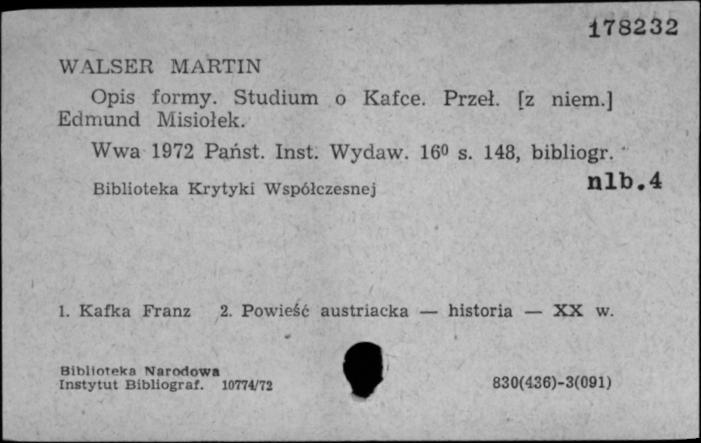 178232
WALSER MARTIN
Opis formy. Studium o Kafce. Przeł. [z niem.]
Edmund Misiołek.
Wwa 1972 Państ. Inst. Wydaw. 16⁰ s. 148, bibliogr.
nlb.4
Biblioteka Krytyki Współczesnej
1. Kafka Franz 2. Powieść austriacka — historia — XX w.
Biblioteka Narodowa
Instytut Bibliograf. 10774/72
830(436)-3(091)